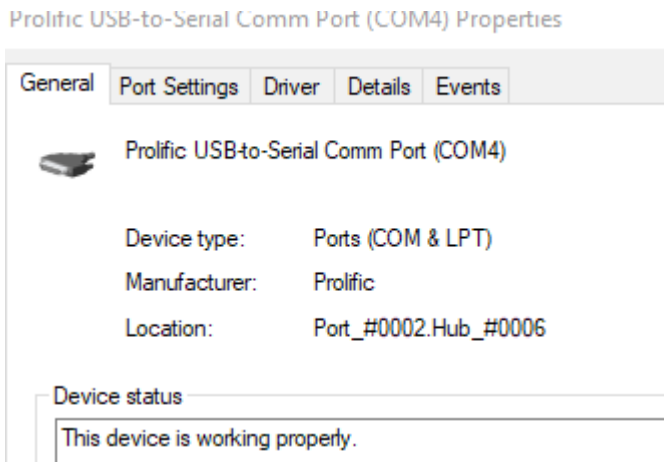 Prolific USB-to-Serial Comm Port (COM4) Properties
General Port Settings Driver Details Events
Prolific USB-to-Serial Comm Port (COM4)
Device type: Ports (COM & LPT)
Manufacturer: Prolific
Location: Port_#0002.Hub_#0006
Device status
This device is working properly.